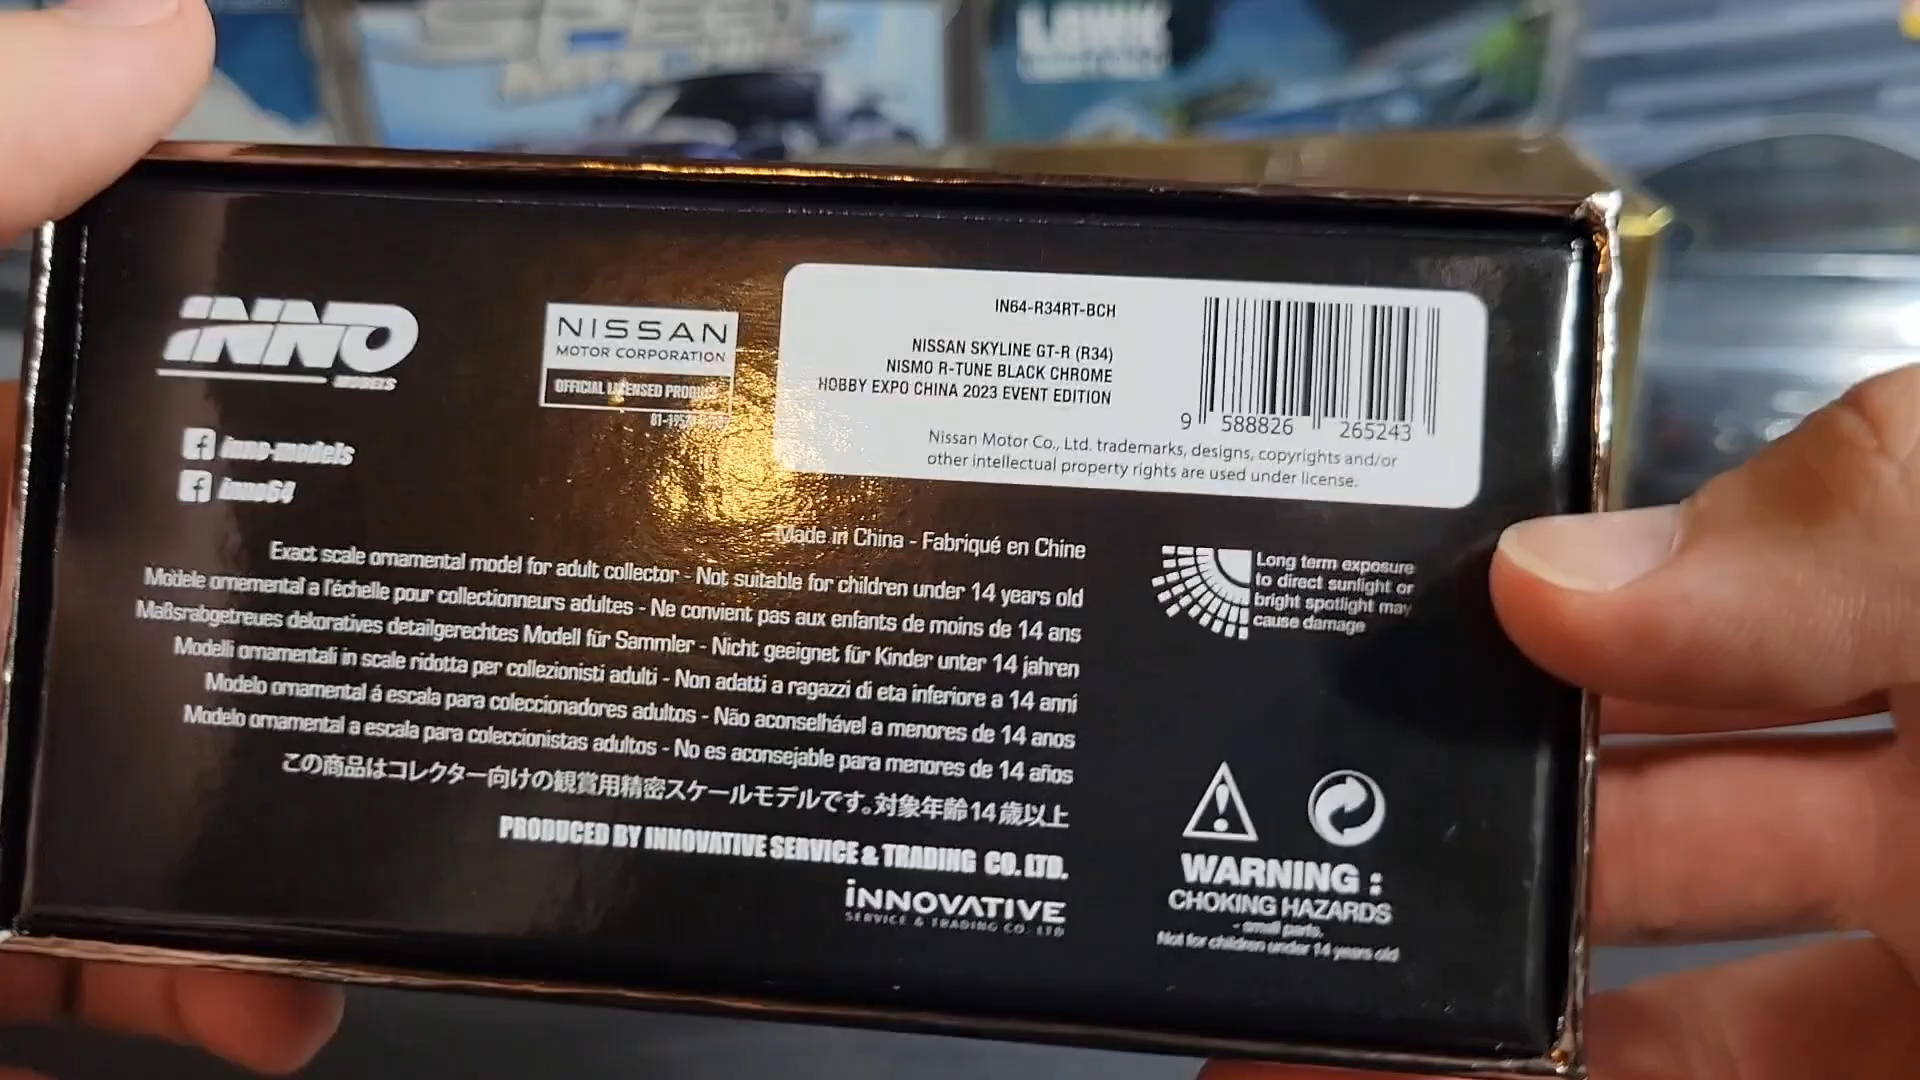 INNO
MODELS
inno-models
inno64
NISSAN
MOTOR CORPORATION
OFFICIAL LICENSED PRODUCT
IN64-R34RT-BCH
NISSAN SKYLINE GT-R (R34)
NISMO R-TUNE BLACK CHROME
HOBBY EXPO CHINA 2023 EVENT EDITION
9 588826 265243
Nissan Motor Co., Ltd. trademarks, designs, copyrights and/or
other intellectual property rights are used under license.
Made in China - Fabriqué en Chine
Exact scale ornamental model for adult collector - Not suitable for children under 14 years old
Modèle ornemental a l'échelle pour collectionneurs adultes - Ne convient pas aux enfants de moins de 14 ans
Maßsrabgetreues dekoratives detailgerechtes Modell für Sammler - Nicht geeignet für Kinder unter 14 jahren
Modelli ornamentali in scale ridotta per collezionisti adulti - Non adatti a ragazzi di eta inferiore a 14 anni
Modelo ornamental á escala para coleccionadores adultos - Não aconselhável a menores de 14 anos
Modelo ornamental a escala para coleccionistas adultos - No es aconsejable para menores de 14 años
この商品はコレクター向けの観賞用精密スケールモデルです。対象年齢14歳以上
PRODUCED BY INNOVATIVE SERVICE & TRADING CO. LTD.
INNOVATIVE
SERVICE & TRADING CO. LTD
Long term exposure
to direct sunlight or
bright spotlight may
cause damage
WARNING :
CHOKING HAZARDS
- small parts.
Not for children under 14 years old